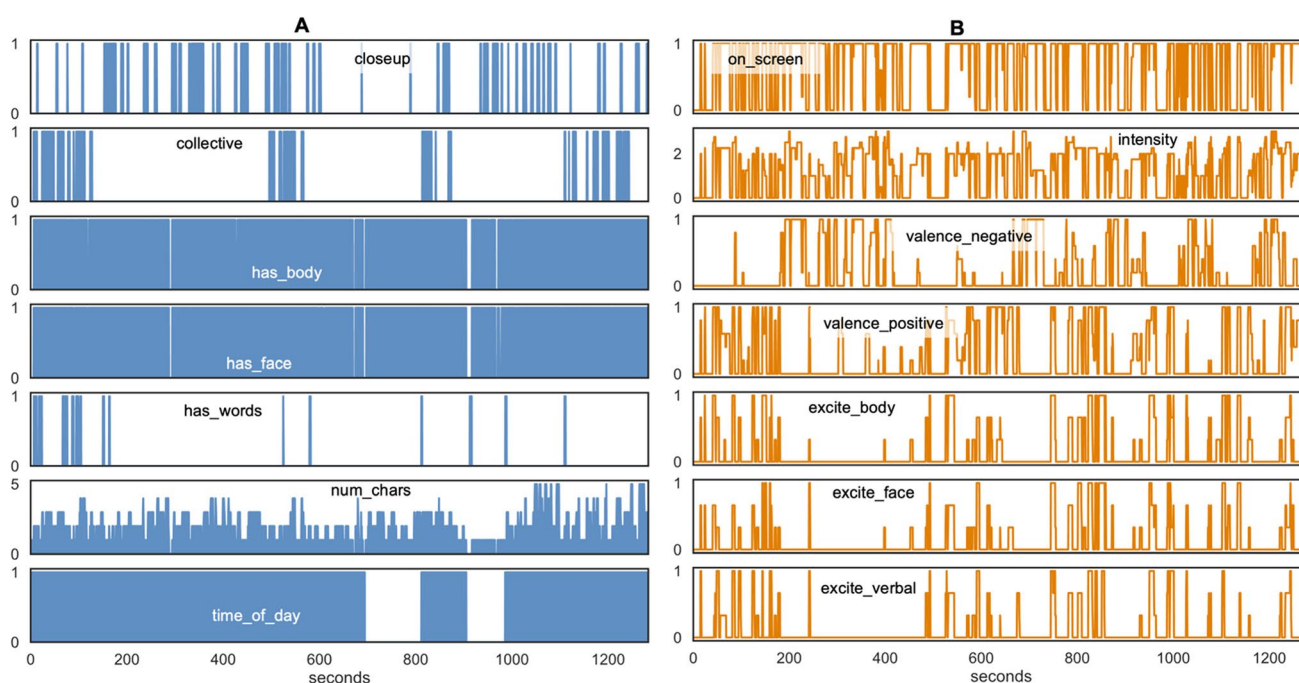 A
1
closeup
0
1
collective
0
1
has_body
0
1
has_face
0
1
has_words
0
5
num_chars
0
1
time_of_day
0
0 200 400 600 800 1000 1200
seconds
B
1
on_screen
0
intensity
2
0
1
valence_negative
0
1
valence_positive
0
1
excite_body
0
1
excite_face
0
1
excite_verbal
0
0 200 400 600 800 1000 1200
seconds